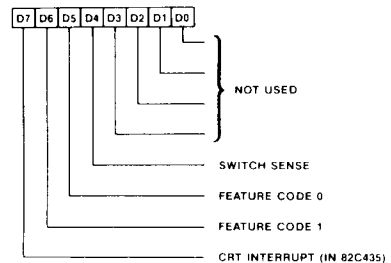 D7 D6 D5 D4 D3 D2 D1 D0
NOT USED
SWITCH SENSE
FEATURE CODE 0
FEATURE CODE 1
CRT INTERRUPT (IN 82C435)